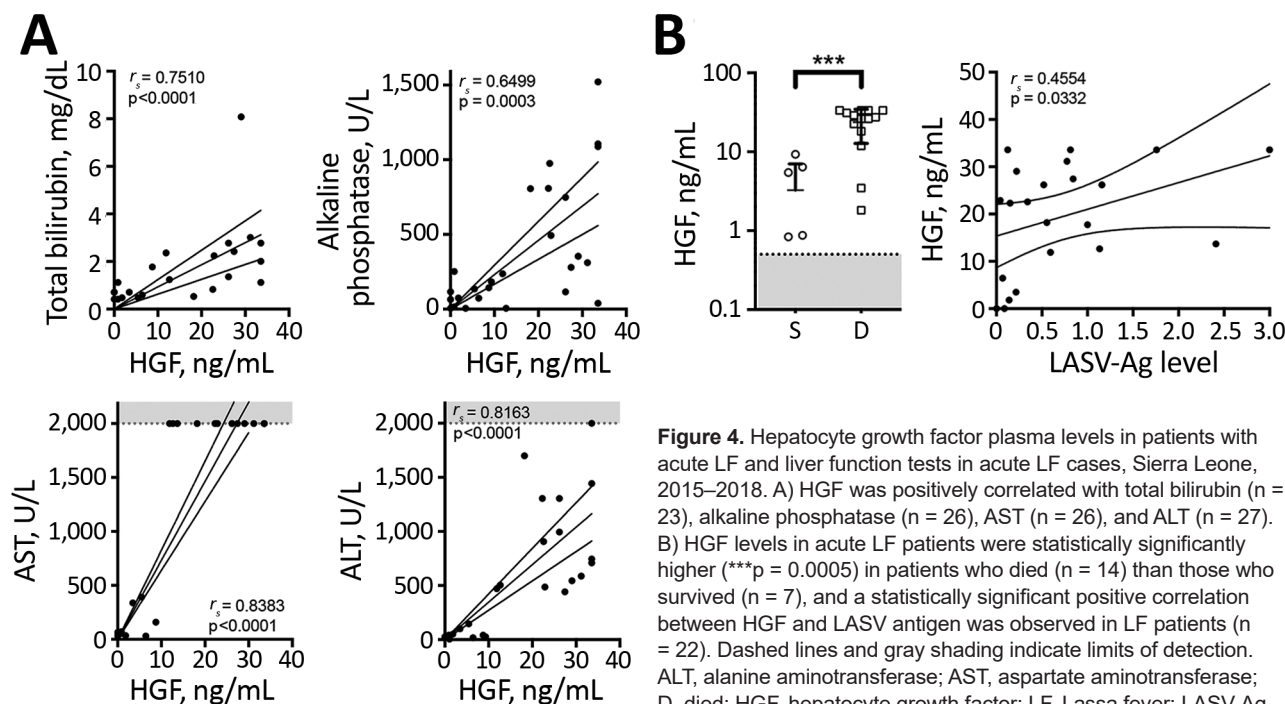 A
Total bilirubin, mg/dL
10
8
6
4
2
0
r_s = 0.7510
p<0.0001
0 10 20 30 40
HGF, ng/mL
Alkaline
phosphatase, U/L
1,500
1,000
500
0
r_s = 0.6499
p = 0.0003
0 10 20 30 40
HGF, ng/mL
AST, U/L
2,000
1,500
1,000
500
0
r_s = 0.8383
p<0.0001
0 10 20 30 40
HGF, ng/mL
ALT, U/L
2,000
1,500
1,000
500
0
r_s = 0.8163
p<0.0001
0 10 20 30 40
HGF, ng/mL
B
HGF, ng/mL
100
10
1
0.1
***
S D
HGF, ng/mL
50
40
30
20
10
0
r_s = 0.4554
p = 0.0332
0 0.5 1.0 1.5 2.0 2.5 3.0
LASV-Ag level
Figure 4. Hepatocyte growth factor plasma levels in patients with
acute LF and liver function tests in acute LF cases, Sierra Leone,
2015–2018. A) HGF was positively correlated with total bilirubin (n =
23), alkaline phosphatase (n = 26), AST (n = 26), and ALT (n = 27).
B) HGF levels in acute LF patients were statistically significantly
higher (***p = 0.0005) in patients who died (n = 14) than those who
survived (n = 7), and a statistically significant positive correlation
between HGF and LASV antigen was observed in LF patients (n
= 22). Dashed lines and gray shading indicate limits of detection.
ALT, alanine aminotransferase; AST, aspartate aminotransferase;
D, died; HGF, hepatocyte growth factor; LF, Lassa fever; LASV-Ag